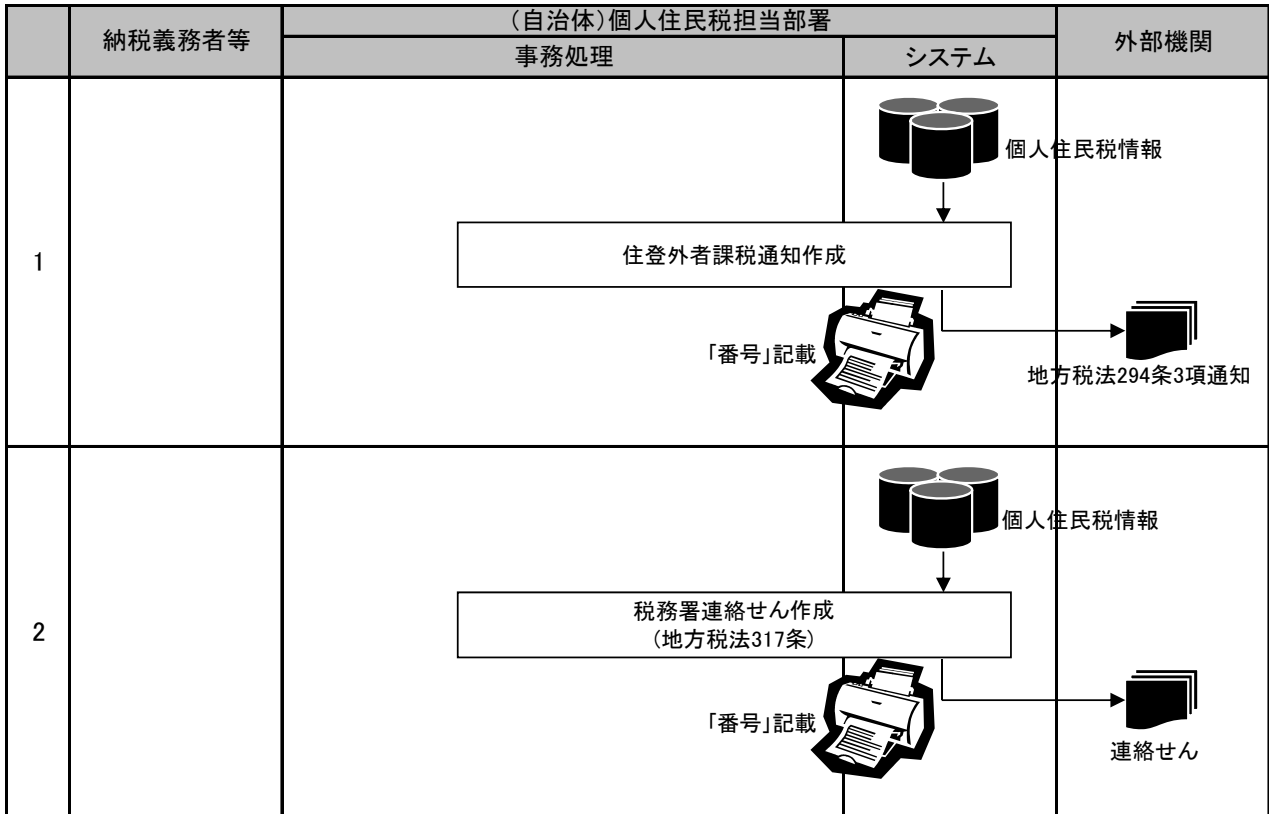 納税義務者等
(自治体)個人住民税担当部署
外部機関
事務処理
システム
1
個人住民税情報
住登外者課税通知作成
「番号」記載
地方税法294条3項通知
2
個人住民税情報
税務署連絡せん作成
(地方税法317条)
「番号」記載
連絡せん